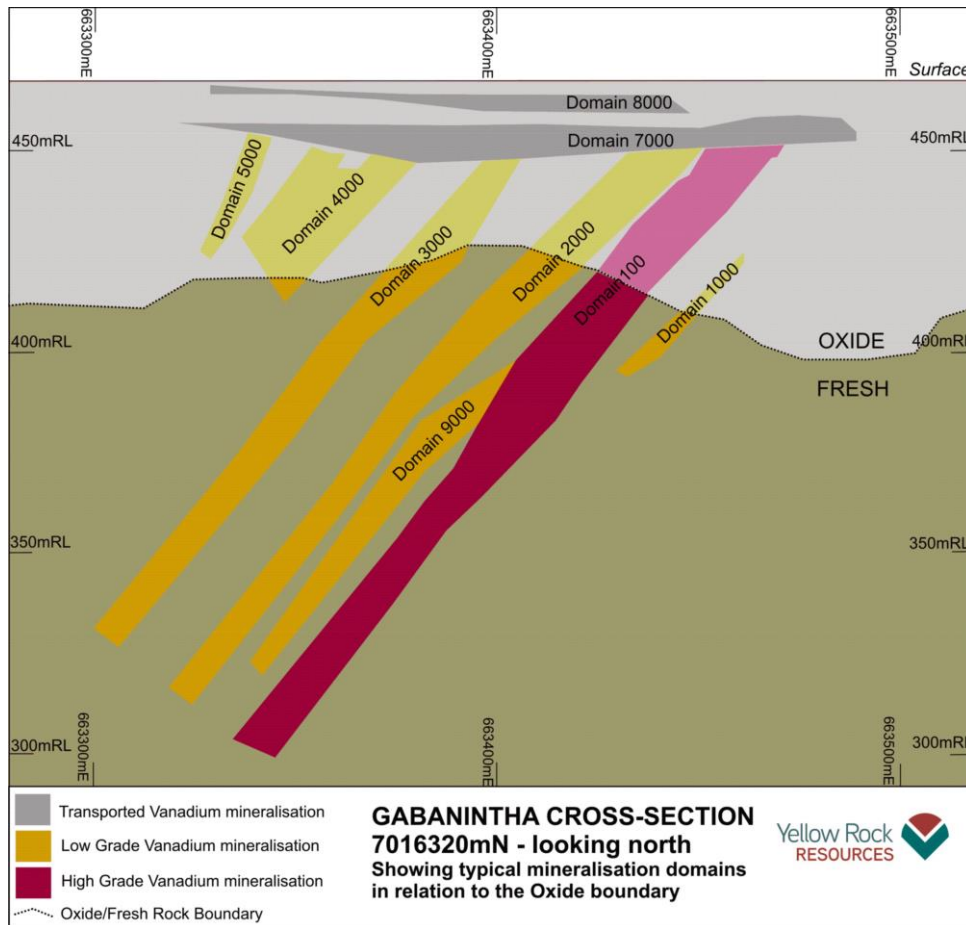 663300mE
663400mE
663500mE
Surface
Domain 8000
Domain 7000
450mRL
450mRL
Domain 5000
Domain 4000
Domain 3000
Domain 2000
Domain 100
Domain 1000
OXIDE
400mRL
400mRL
FRESH
Domain 9000
350mRL
350mRL
300mRL
300mRL
663300mE
663400mE
663500mE
Transported Vanadium mineralisation
Low Grade Vanadium mineralisation
High Grade Vanadium mineralisation
Oxide/Fresh Rock Boundary
GABANINTHA CROSS-SECTION
7016320mN - looking north
Showing typical mineralisation domains
in relation to the Oxide boundary
Yellow Rock
RESOURCES